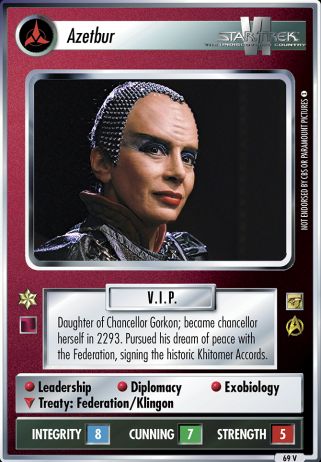 Azetbur
STAR TREK
VI
THE UNDISCOVERED COUNTRY
NOT ENDORSED BY CBS OR PARAMOUNT PICTURES
V.I.P.
Daughter of Chancellor Gorkon; became chancellor
herself in 2293. Pursued his dream of peace with
the Federation, signing the historic Khitomer Accords.
Leadership Diplomacy Exobiology
Treaty: Federation/Klingon
INTEGRITY 8 CUNNING 7 STRENGTH 5
69 V